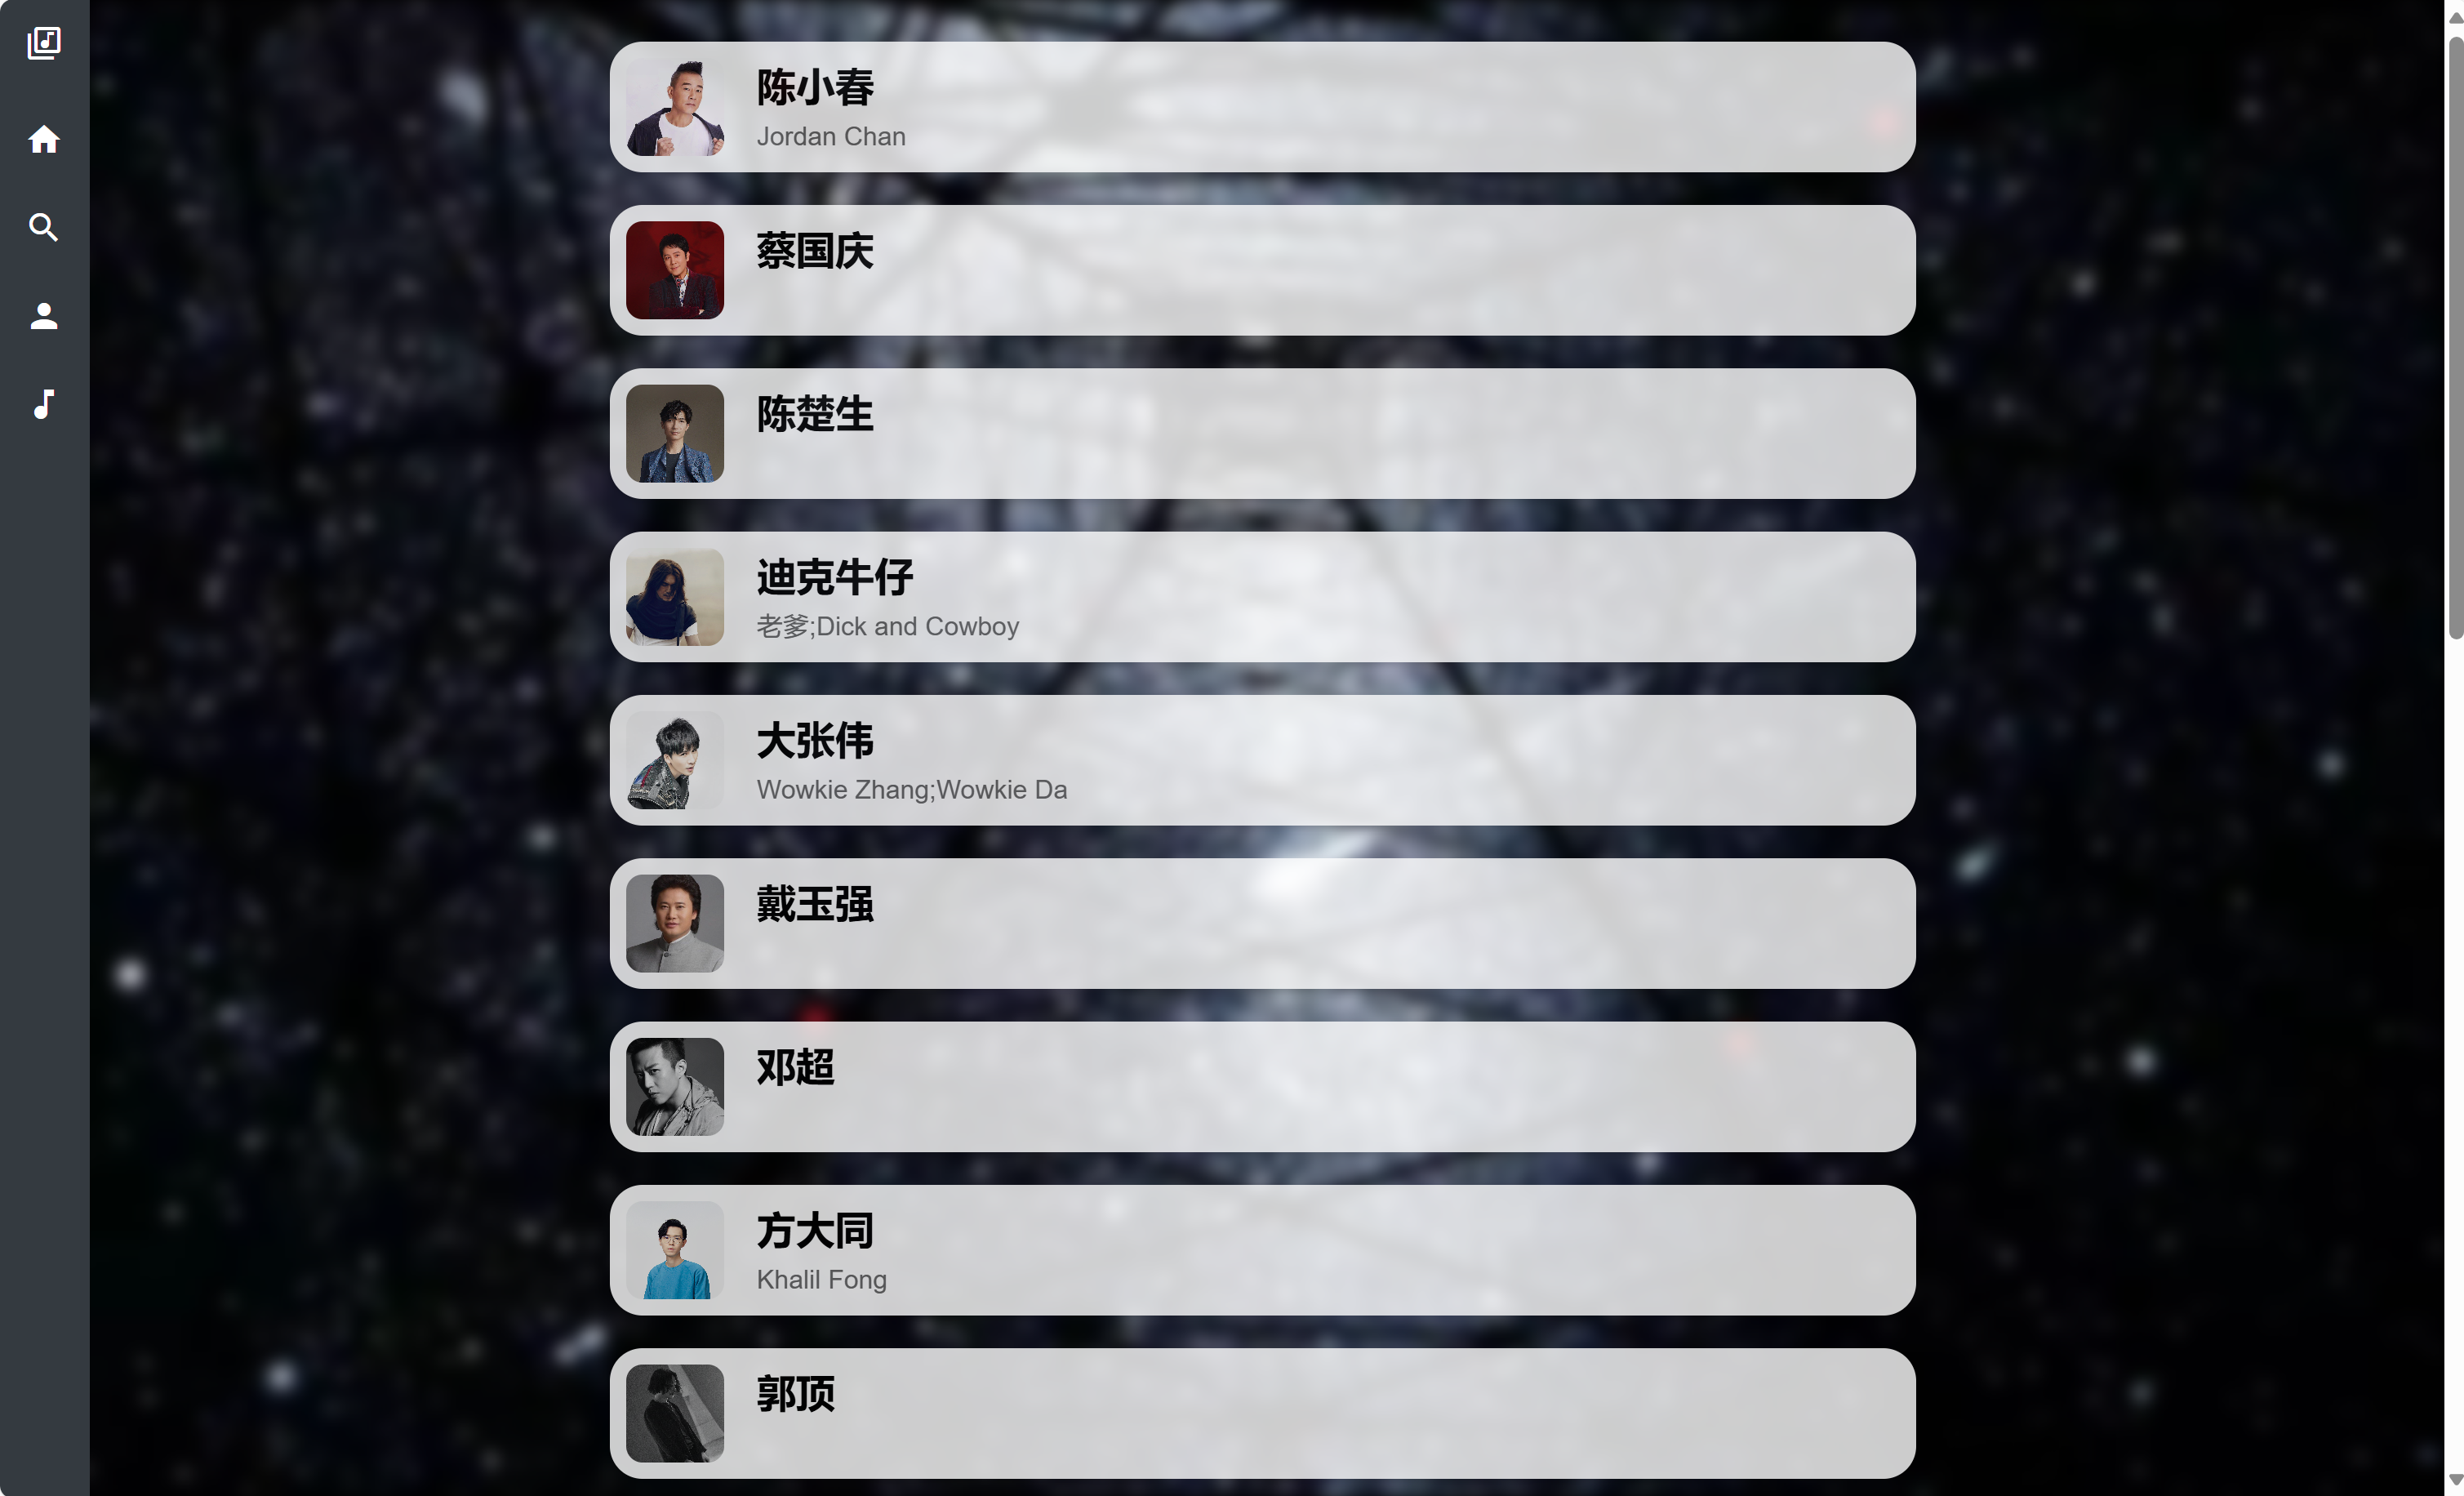 陈小春
Jordan Chan
蔡国庆
陈楚生
迪克牛仔
老爹;Dick and Cowboy
大张伟
Wowkie Zhang;Wowkie Da
戴玉强
邓超
方大同
Khalil Fong
郭顶